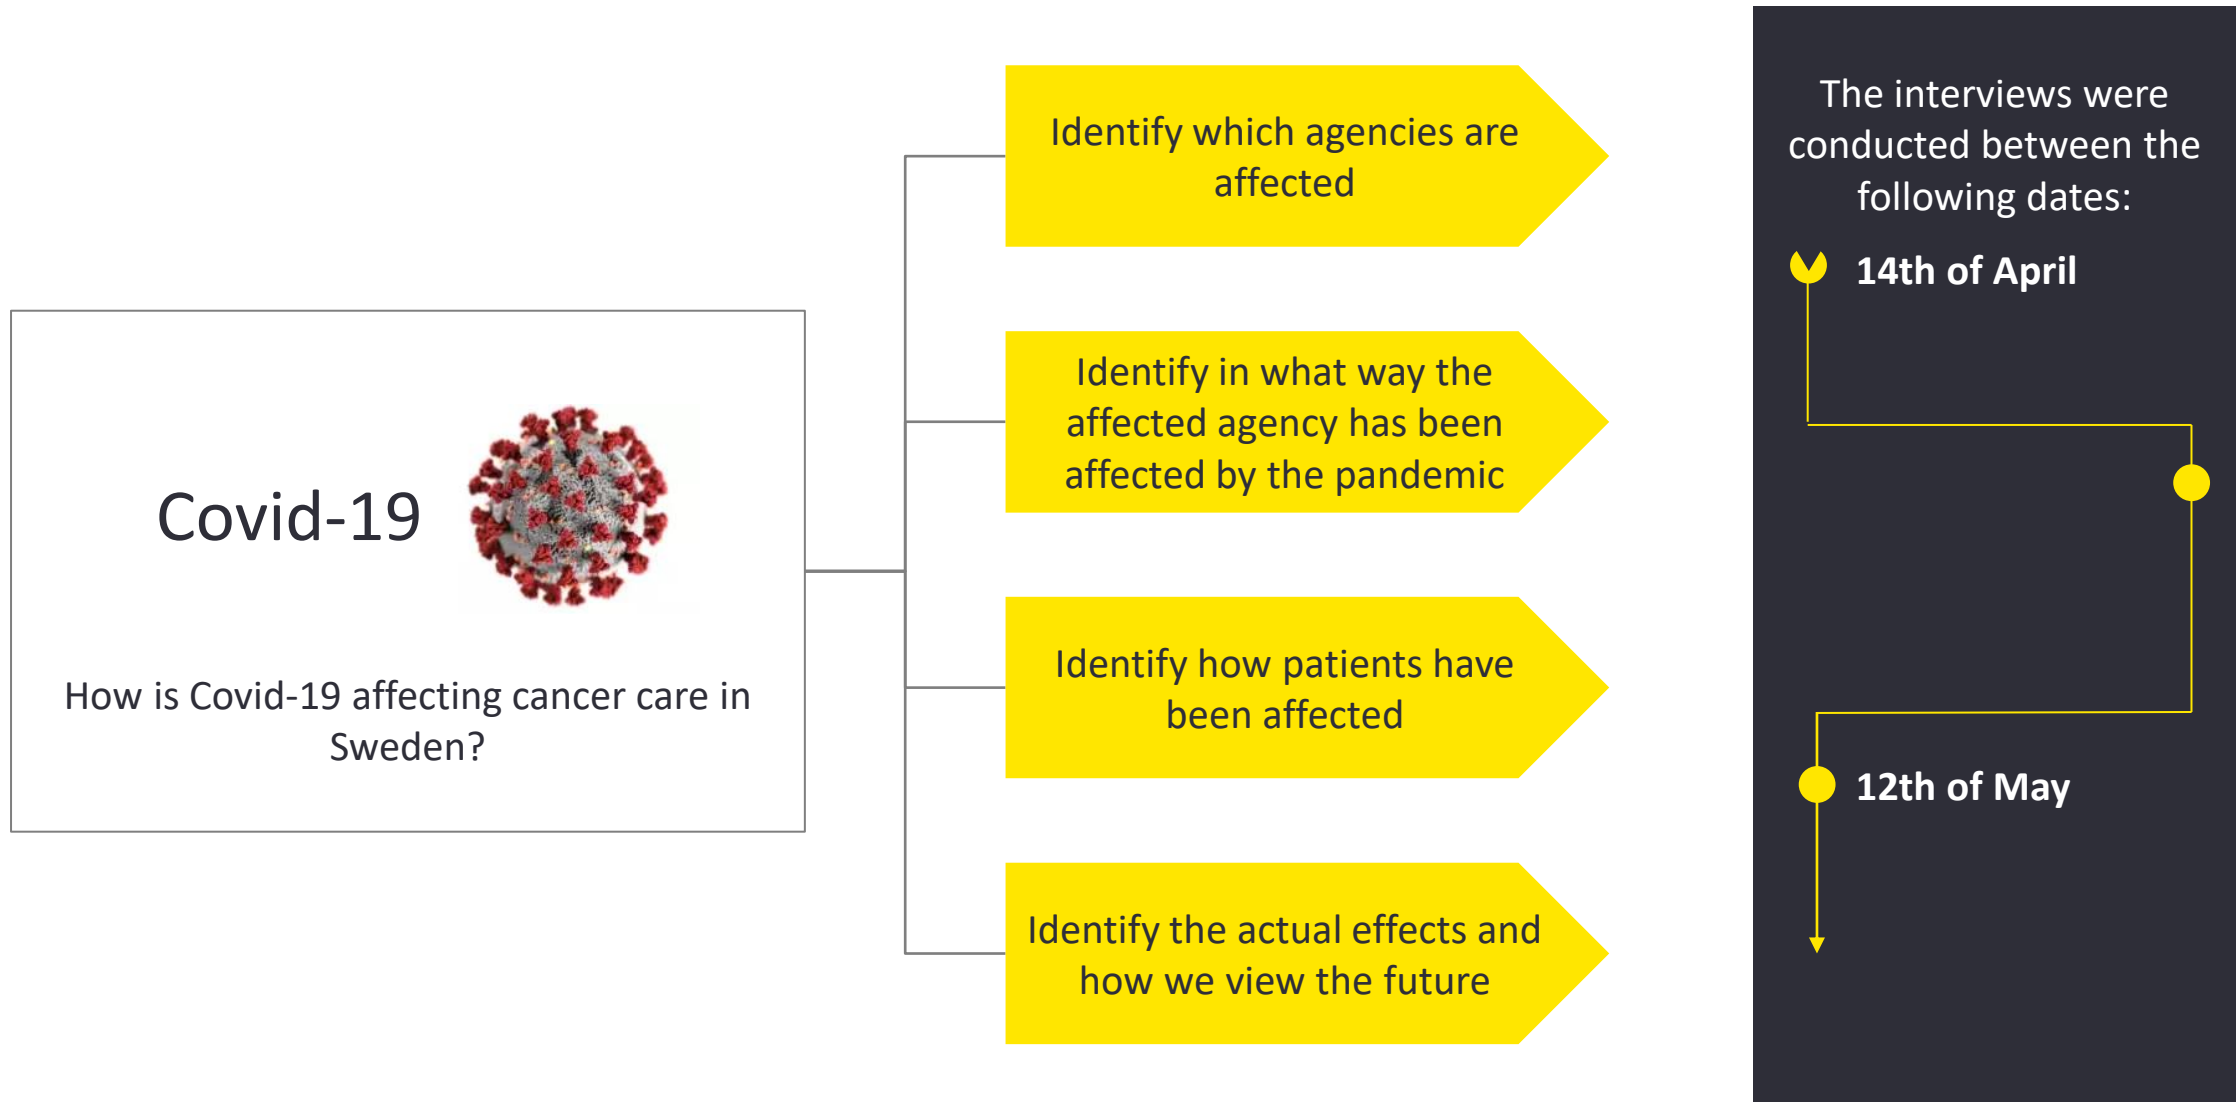 Covid-19
How is Covid-19 affecting cancer care in
Sweden?
Identify which agencies are
affected
Identify in what way the
affected agency has been
affected by the pandemic
Identify how patients have
been affected
Identify the actual effects and
how we view the future
The interviews were
conducted between the
following dates:
14th of April
12th of May